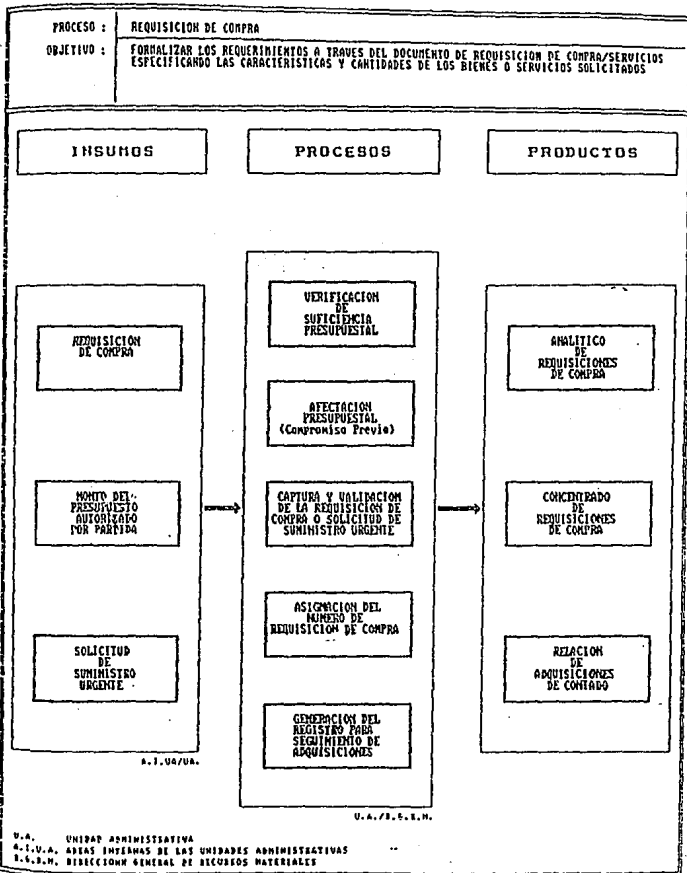 PROCESO : REQUISICION DE COMPRA
OBJETIVO : FORMALIZAR LOS REQUERIMIENTOS A TRAVES DEL DOCUMENTO DE REQUISICION DE COMPRA/SERVICIOS
ESPECIFICANDO LAS CARACTERISTICAS Y CANTIDADES DE LOS BIENES O SERVICIOS SOLICITADOS
INSUMOS
PROCESOS
PRODUCTOS
REQUISICION
DE COMPRA
MONTO DEL
PRESUPUESTO
AUTORIZADO
POR PARTIDA
SOLICITUD
DE
SUMINISTRO
URGENTE
A.I.UA/UA.
VERIFICACION
DE
SUFICIENCIA
PRESUPUESTAL
AFECTACION
PRESUPUESTAL
(Compromiso Previo)
CAPTURA Y VALIDACION
DE LA REQUISICION DE
COMPRA O SOLICITUD DE
SUMINISTRO URGENTE
ASIGNACION DEL
NUMERO DE
REQUISICION DE COMPRA
GENERACION DEL
REGISTRO PARA
SEGUIMIENTO DE
ADQUISICIONES
U.A./D.G.R.M.
ANALITICO
DE
REQUISICIONES
DE COMPRA
CONCENTRADO
DE
REQUISICIONES
DE COMPRA
RELACION
DE
ADQUISICIONES
DE CONTADO
U.A. UNIDAD ADMINISTRATIVA
A.I.U.A. AREAS INTERNAS DE LAS UNIDADES ADMINISTRATIVAS
D.G.R.M. DIRECCIONN GENERAL DE RECURSOS MATERIALES